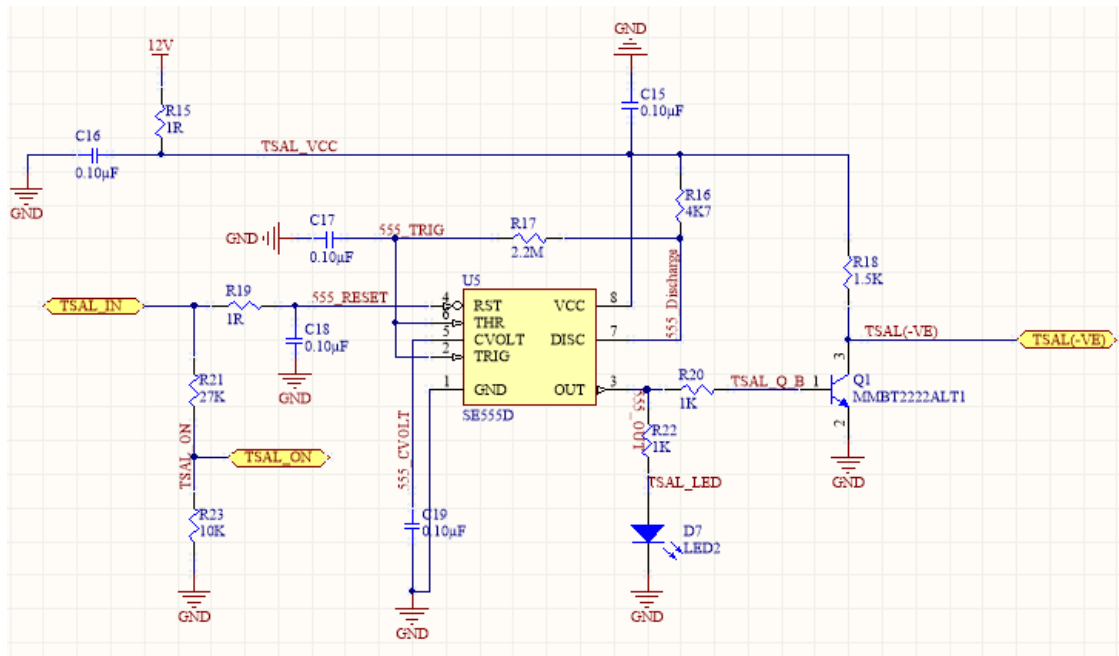 GND
12V
C15
0.10µF
R15
1R
C16
0.10µF
TSAL_VCC
GND
R16
4K7
C17
0.10µF
GND
555_TRIG
R17
2.2M
555_Discharge
R18
1.5K
U5
TSAL_IN
R19
1R
555_RESET
4
RST
VCC
8
6
THR
5
CVOLT
DISC
7
2
TRIG
1
GND
OUT
3
SE555D
C18
0.10µF
GND
TSAL(-VE)
TSAL(-VE)
3
R20
1K
TSAL_Q_B
1
Q1
MMBT2222ALT1
2
GND
R21
27K
555_OUT
R22
1K
TSAL_ON
TSAL_ON
555_CVOLT
TSAL_LED
R23
10K
C19
0.10µF
D7
LED2
GND
GND
GND